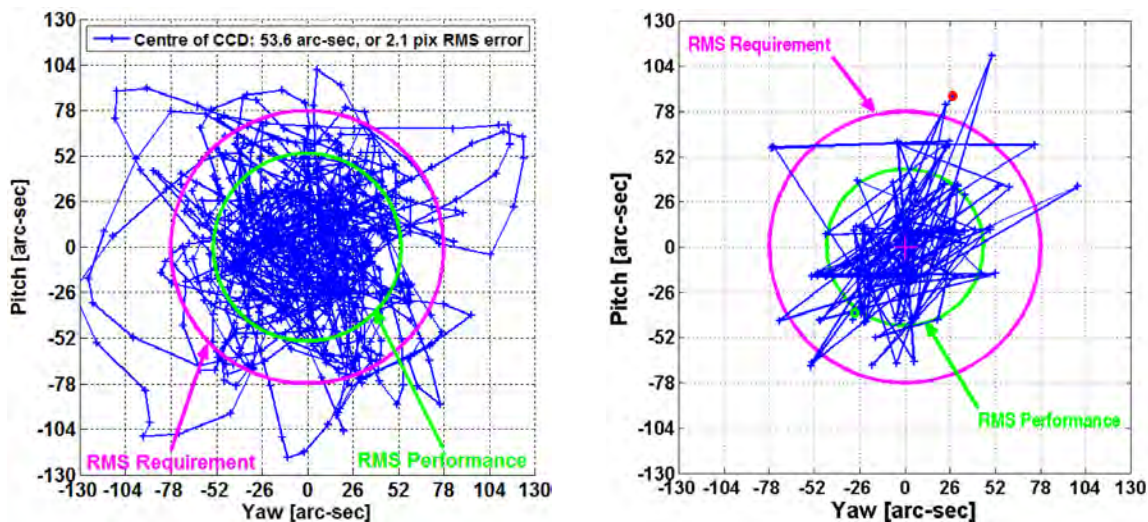 Centre of CCD: 53.6 arc-sec, or 2.1 pix RMS error
130
104
78
52
26
0
-26
-52
-78
-104
-130
Pitch [arc-sec]
RMS Requirement
RMS Performance
-130 -104 -78 -52 -26 0 26 52 78 104 130
Yaw [arc-sec]
130
104
78
52
26
0
-26
-52
-78
-104
-130
Pitch [arc-sec]
RMS Requirement
RMS Performance
-130 -104 -78 -52 -26 0 26 52 78 104 130
Yaw [arc-sec]